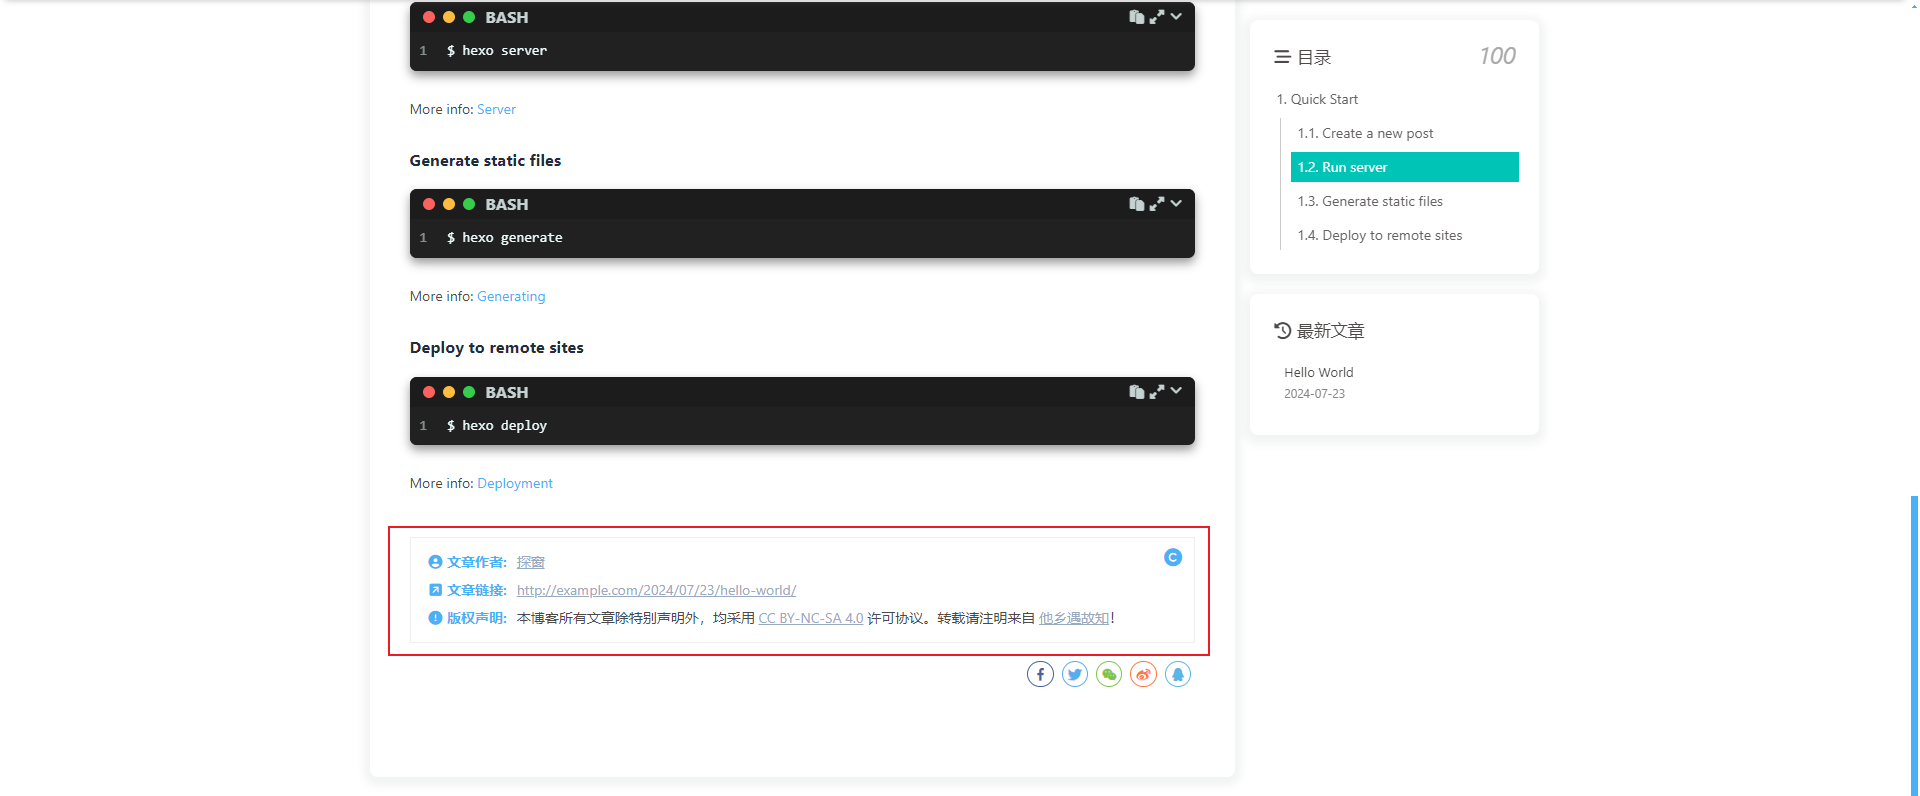 BASH
1 $ hexo server
More info: Server
Generate static files
BASH
1 $ hexo generate
More info: Generating
Deploy to remote sites
BASH
1 $ hexo deploy
More info: Deployment
文章作者: 探窗
文章链接: http://example.com/2024/07/23/hello-world/
版权声明: 本博客所有文章除特别声明外，均采用 CC BY-NC-SA 4.0 许可协议。转载请注明来自 他乡遇故知！
目录 100
1. Quick Start
1.1. Create a new post
1.2. Run server
1.3. Generate static files
1.4. Deploy to remote sites
最新文章
Hello World
2024-07-23